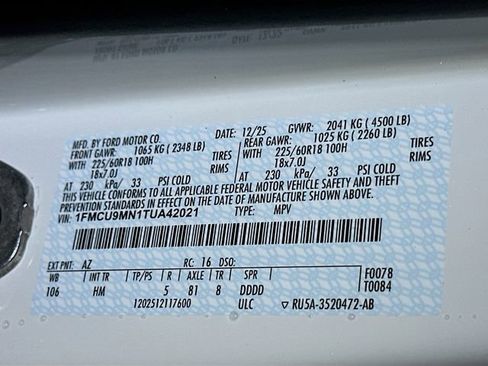 MFD. BY FORD MOTOR CO. 12/25 GVWR: 2041 KG ( 4500 LB)
FRONT GAWR: 1065 KG ( 2348 LB) REAR GAWR: 1025 KG ( 2260 LB)
WITH 225/60R18 100H TIRES WITH 225/60R18 100H TIRES
18x7.0J RIMS 18x7.0J RIMS
AT 230 kPa/ 33 PSI COLD AT 230 kPa/ 33 PSI COLD
THIS VEHICLE CONFORMS TO ALL APPLICABLE FEDERAL MOTOR VEHICLE SAFETY AND THEFT
PREVENTION STANDARDS IN EFFECT ON THE DATE OF MANUFACTURE SHOWN ABOVE.
VIN: 1FMCU9MN1TUA42021 TYPE: MPV
EXT PNT: AZ RC: 16 DSO:
WB INT TR TP/PS R AXLE TR SPR F0078
106 HM 5 81 8 DDDD T0084
1202512117600 ULC ▽ RU5A-3520472-AB